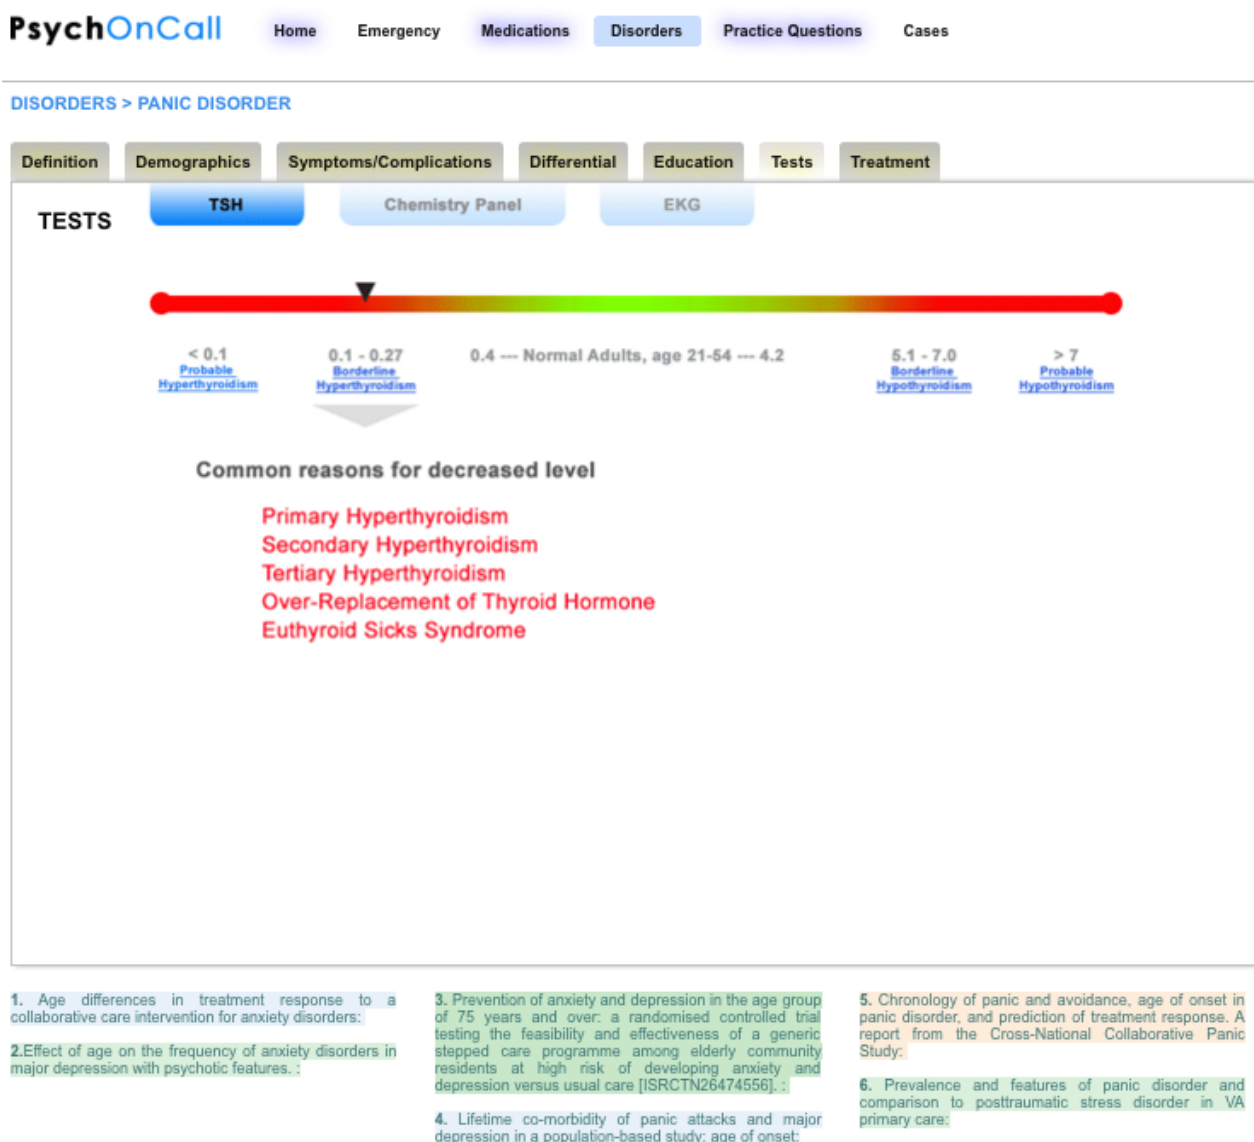 PsychOnCall
Home Emergency Medications Disorders Practice Questions Cases
DISORDERS > PANIC DISORDER
Definition Demographics Symptoms/Complications Differential Education Tests Treatment
TESTS
TSH Chemistry Panel EKG
< 0.1
Probable
Hyperthyroidism
0.1 - 0.27
Borderline
Hyperthyroidism
0.4 --- Normal Adults, age 21-54 --- 4.2
5.1 - 7.0
Borderline
Hypothyroidism
> 7
Probable
Hypothyroidism
Common reasons for decreased level
Primary Hyperthyroidism
Secondary Hyperthyroidism
Tertiary Hyperthyroidism
Over-Replacement of Thyroid Hormone
Euthyroid Sicks Syndrome
1. Age differences in treatment response to a
collaborative care intervention for anxiety disorders:
2.Effect of age on the frequency of anxiety disorders in
major depression with psychotic features. :
3. Prevention of anxiety and depression in the age group
of 75 years and over: a randomised controlled trial
testing the feasibility and effectiveness of a generic
stepped care programme among elderly community
residents at high risk of developing anxiety and
depression versus usual care [ISRCTN26474556]. :
4. Lifetime co-morbidity of panic attacks and major
depression in a population-based study: age of onset:
5. Chronology of panic and avoidance, age of onset in
panic disorder, and prediction of treatment response. A
report from the Cross-National Collaborative Panic
Study:
6. Prevalence and features of panic disorder and
comparison to posttraumatic stress disorder in VA
primary care: